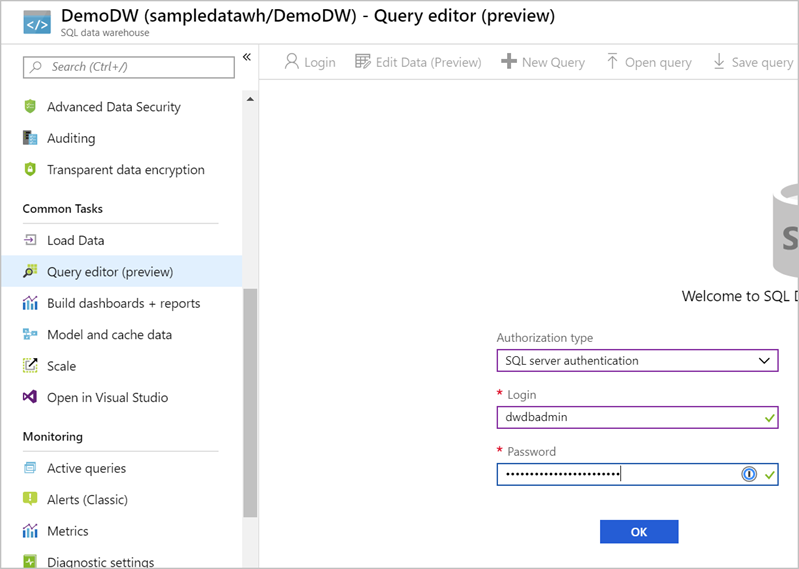 DemoDW (sampledatawh/DemoDW) - Query editor (preview)
SQL data warehouse
Search (Ctrl+/)
«
Login
Edit Data (Preview)
New Query
Open query
Save query
Advanced Data Security
Auditing
Transparent data encryption
Common Tasks
Load Data
Query editor (preview)
Build dashboards + reports
Model and cache data
Scale
Open in Visual Studio
Monitoring
Active queries
Alerts (Classic)
Metrics
Diagnostic settings
S
Welcome to SQL D
Authorization type
SQL server authentication
* Login
dwdbadmin
* Password
••••••••••••••••••••••••
OK